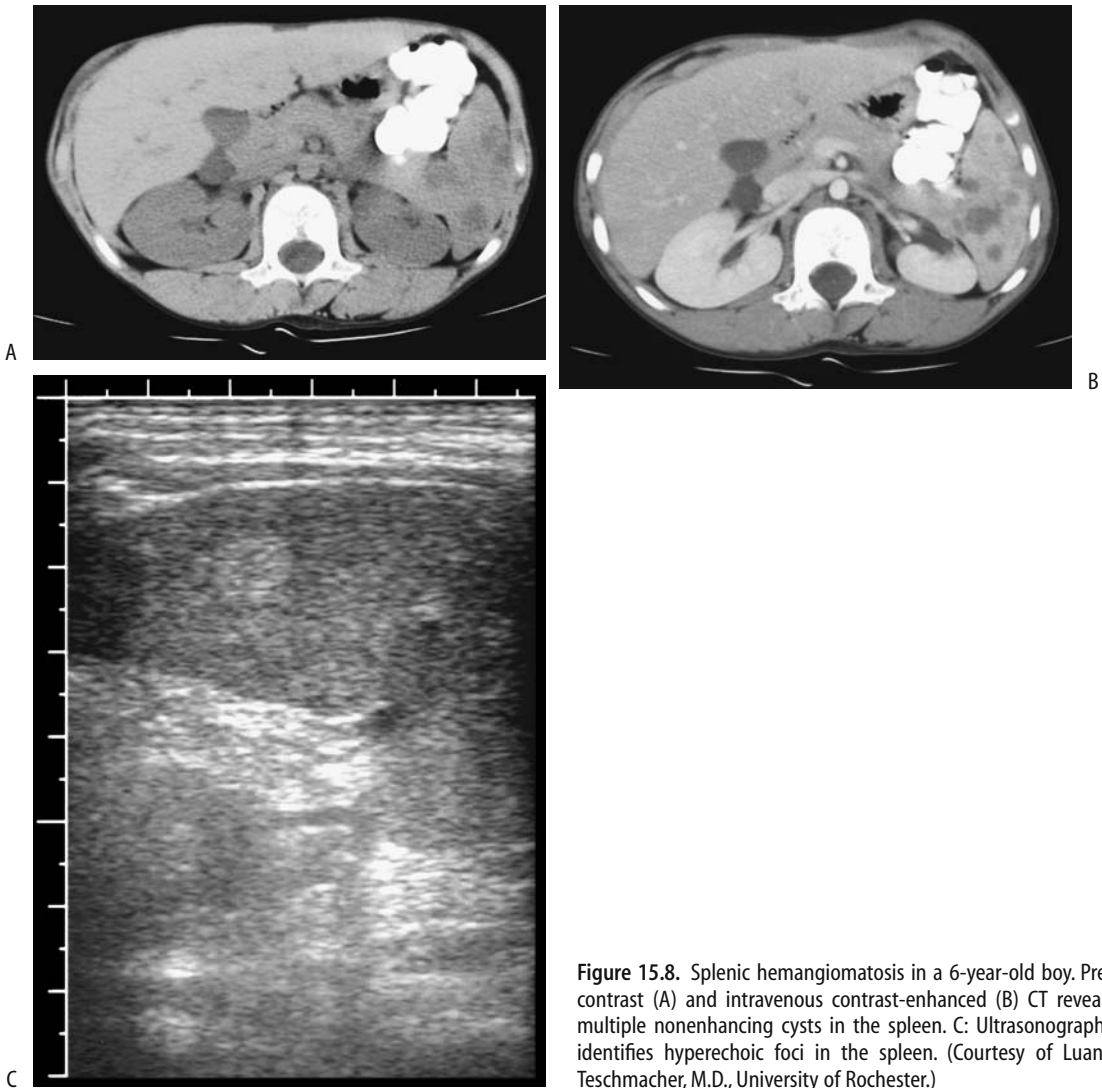 A
B
C
Figure 15.8. Splenic hemangiomatosis in a 6-year-old boy. Pre
contrast (A) and intravenous contrast-enhanced (B) CT revea
multiple nonenhancing cysts in the spleen. C: Ultrasonograph
identifies hyperechoic foci in the spleen. (Courtesy of Luan
Teschmacher, M.D., University of Rochester.)